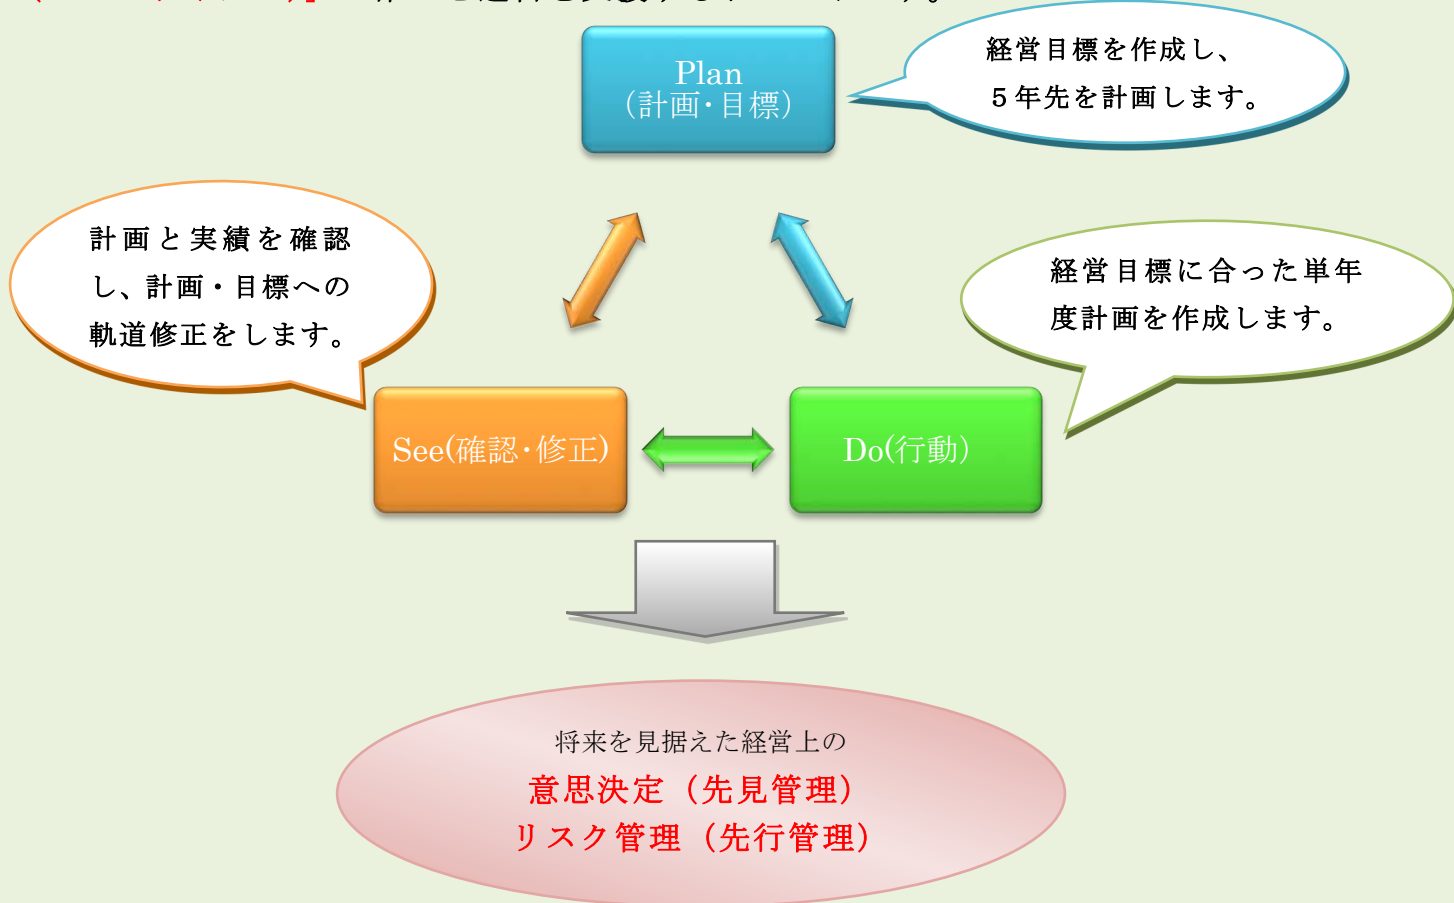 Plan
（計画・目標）
経営目標を作成し、
５年先を計画します。
計画と実績を確認
し、計画・目標への
軌道修正をします。
経営目標に合った単年
度計画を作成します。
See(確認・修正)
Do(行動）
将来を見据えた経営上の
意思決定（先見管理）
リスク管理（先行管理）